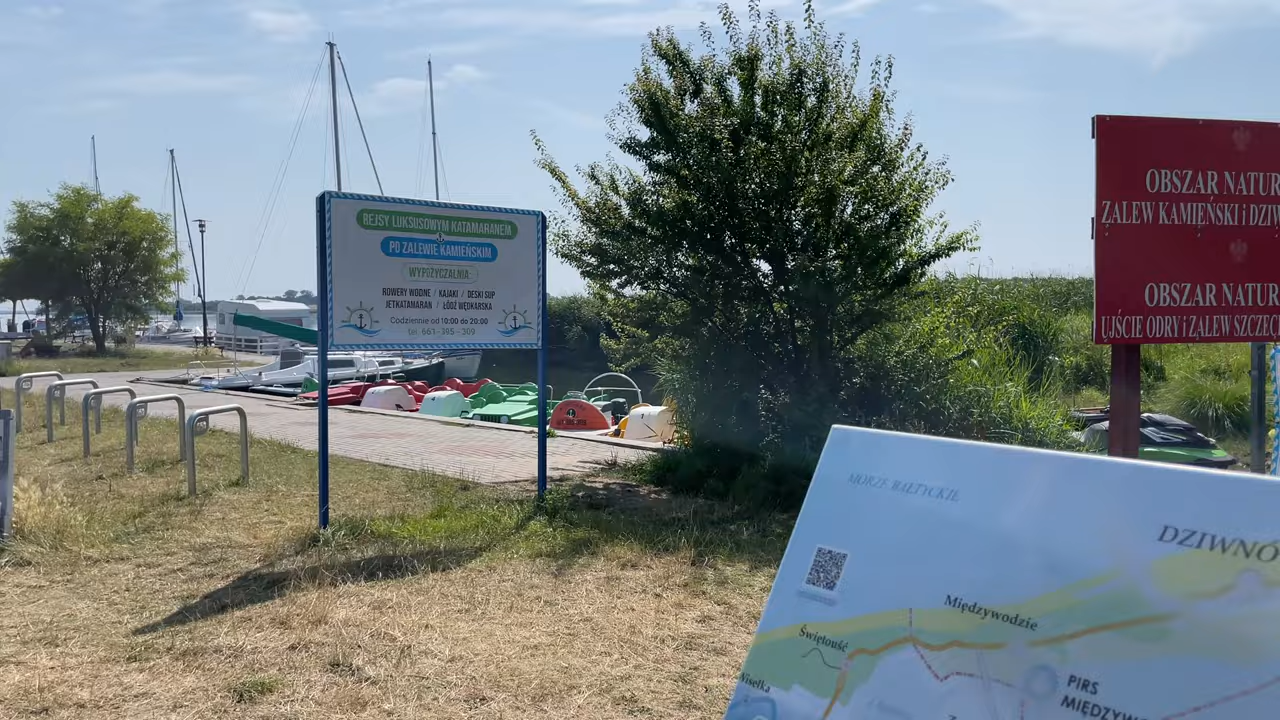 REJSY LUKSUSOWYM KATAMARANEM
PO ZALEWIE KAMIEŃSKIM
WYPOŻYCZALNIA:
ROWERY WODNE / KAJAKI / DESKI SUP
JETKATAMARAN / ŁÓDŹ WĘDKARSKA
Codziennie od 10:00 do 20:00
tel. 661-395-309
OBSZAR NATUR
ZALEW KAMIEŃSKI i DZIW
OBSZAR NATUR
UJŚCIE ODRY i ZALEW SZCZEC
MORZE BAŁTYCKIE
DZIWNÓ
Międzywodzie
Świętouść
Wisełka
PIRS
MIĘDZYWO